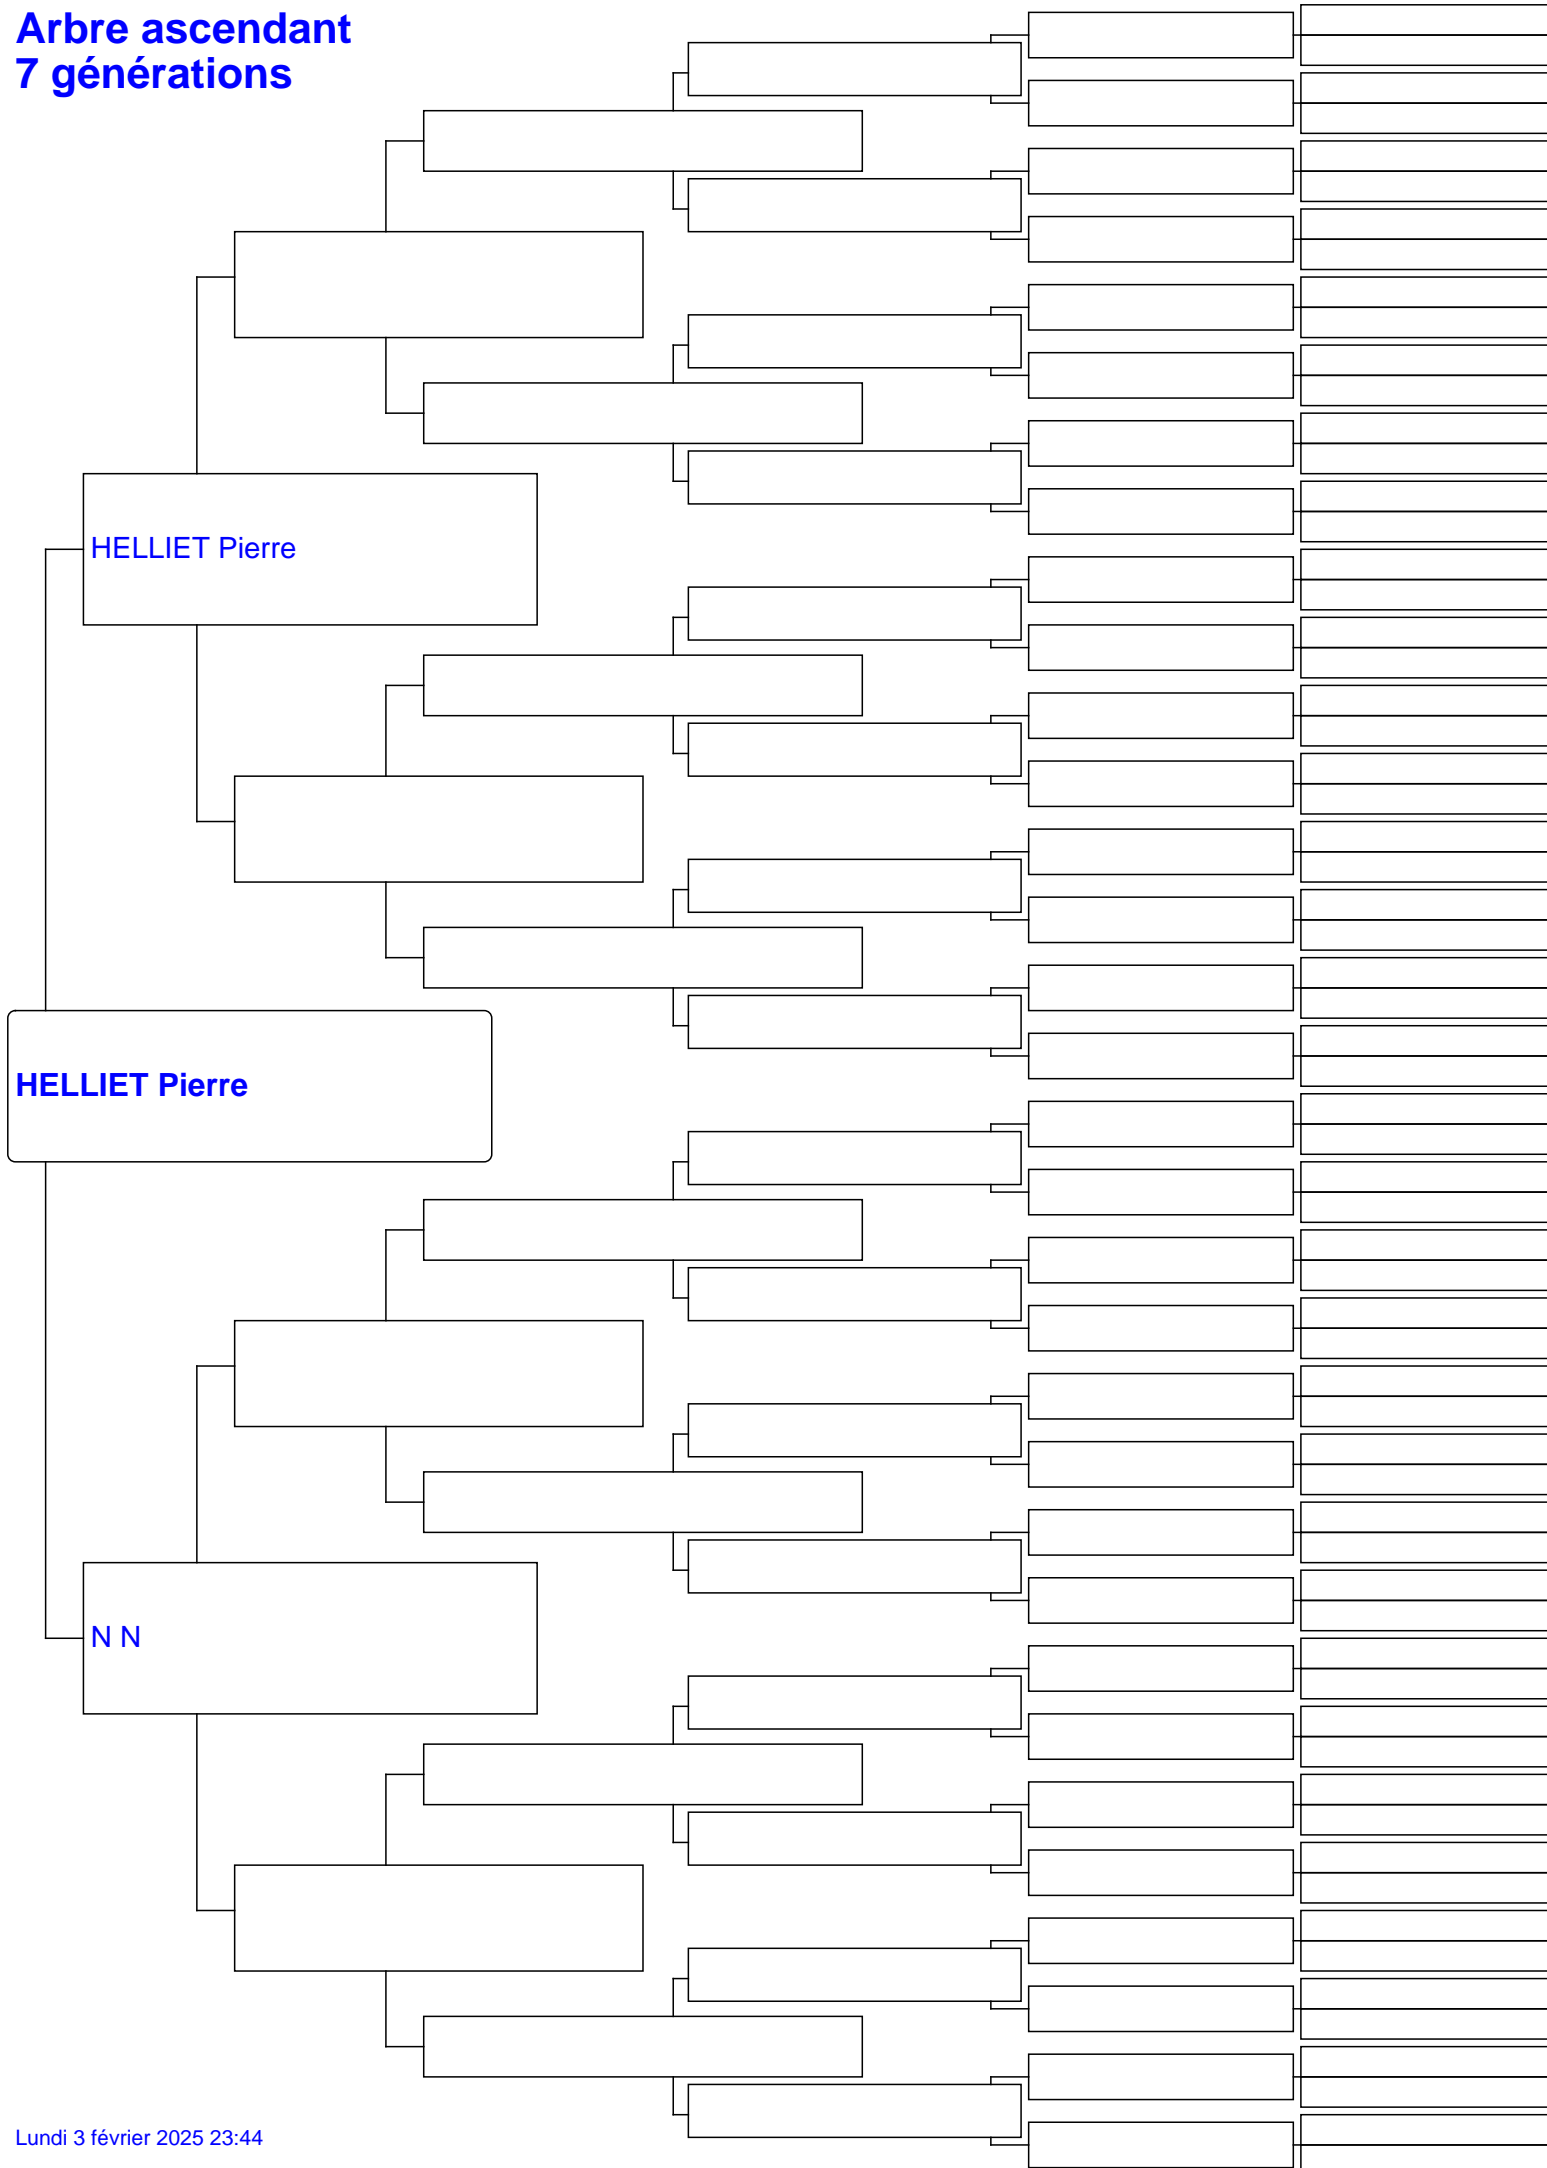 Arbre ascendant
7 générations
HELLIET Pierre
HELLIET Pierre
N N
Lundi 3 février 2025 23:44